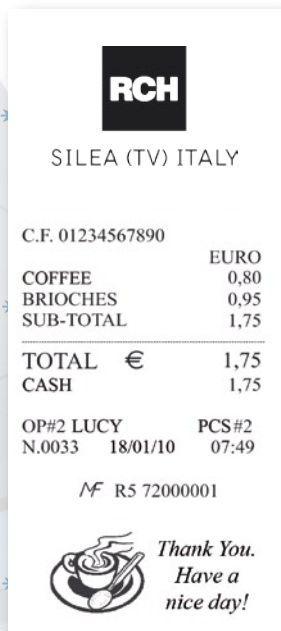 RCH
SILEA (TV) ITALY
C.F. 01234567890
EURO
COFFEE 0,80
BRIOCHES 0,95
SUB-TOTAL 1,75
TOTAL € 1,75
CASH 1,75
OP#2 LUCY PCS#2
N.0033 18/01/10 07:49
MF R5 72000001
Thank You.
Have a
nice day!